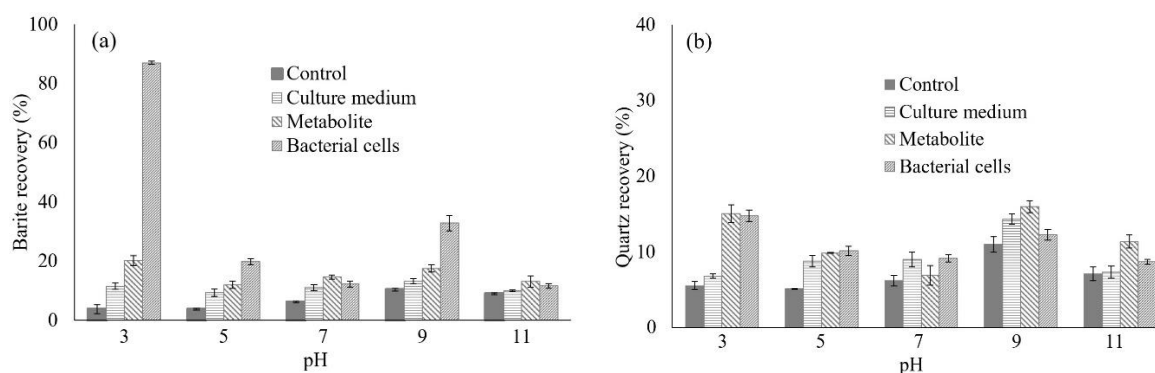 (a)
Barite recovery (%)
100
80
60
40
20
0
Control
Culture medium
Metabolite
Bacterial cells
3 5 7 9 11
pH
(b)
Quartz recovery (%)
40
30
20
10
0
Control
Culture medium
Metabolite
Bacterial cells
3 5 7 9 11
pH